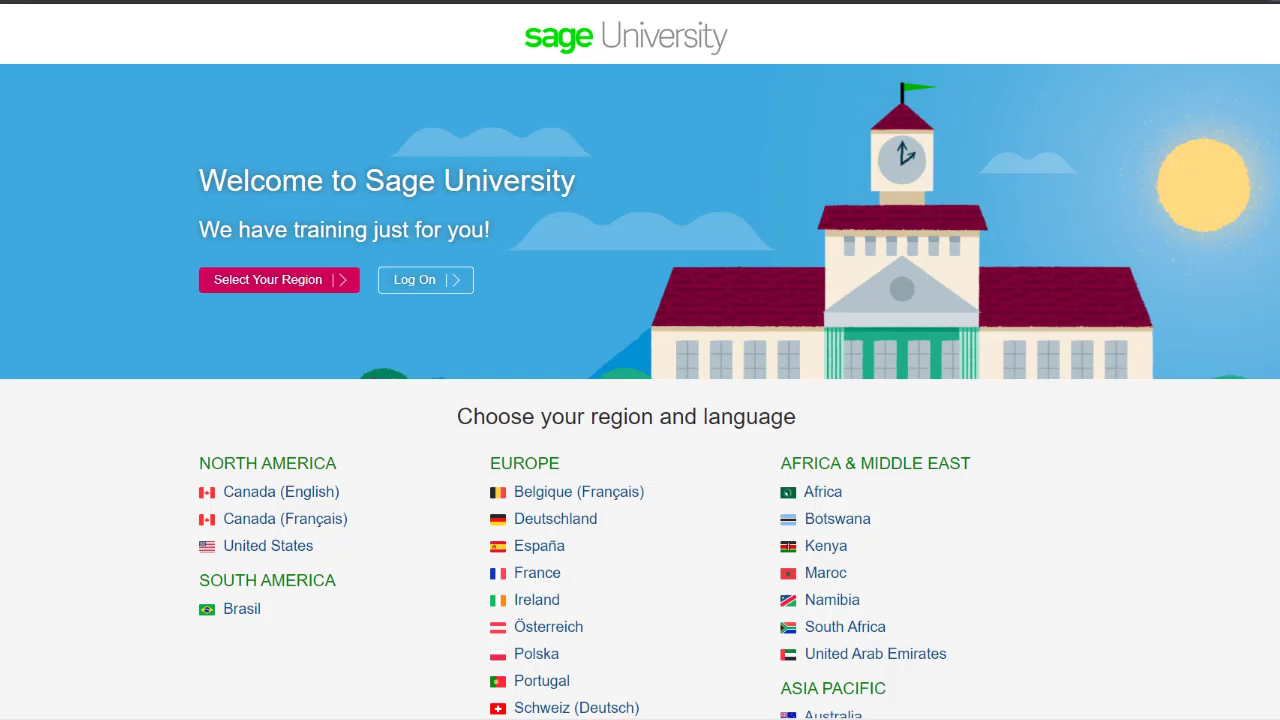 sage University
Welcome to Sage University
We have training just for you!
Select Your Region
Log On
Choose your region and language
NORTH AMERICA
Canada (English)
Canada (Français)
United States
SOUTH AMERICA
Brasil
EUROPE
Belgique (Français)
Deutschland
España
France
Ireland
Österreich
Polska
Portugal
Schweiz (Deutsch)
AFRICA & MIDDLE EAST
Africa
Botswana
Kenya
Maroc
Namibia
South Africa
United Arab Emirates
ASIA PACIFIC
Australia